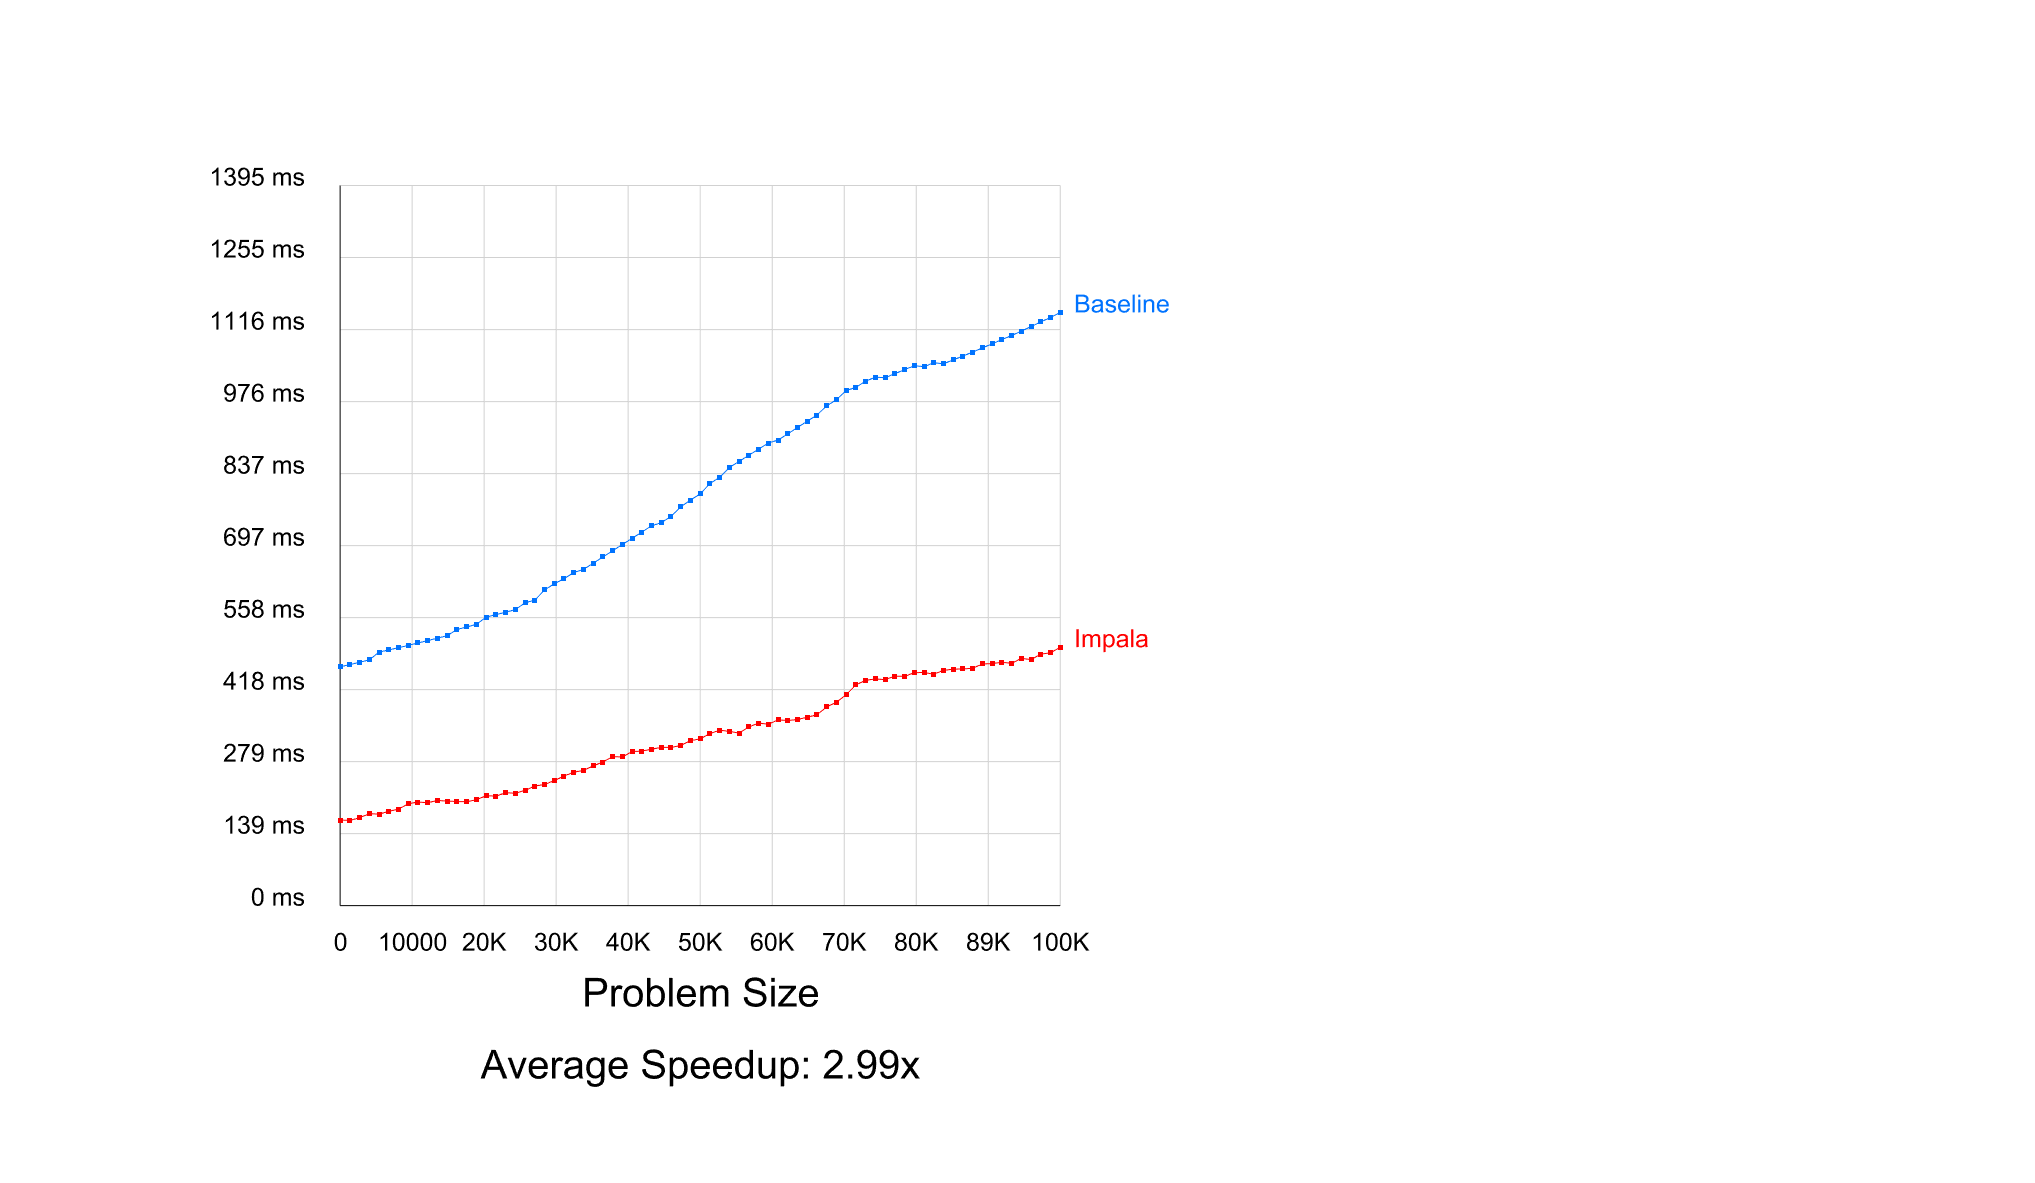 1395 ms
1255 ms
1116 ms
976 ms
837 ms
697 ms
558 ms
418 ms
279 ms
139 ms
0 ms
Baseline
Impala
0 10000 20K 30K 40K 50K 60K 70K 80K 89K 100K
Problem Size
Average Speedup: 2.99x